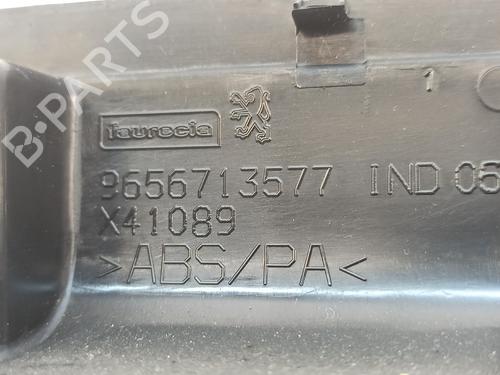 B-PARTS
1
faurecia
9656713577 IND 05
X41089
>ABS/PA<